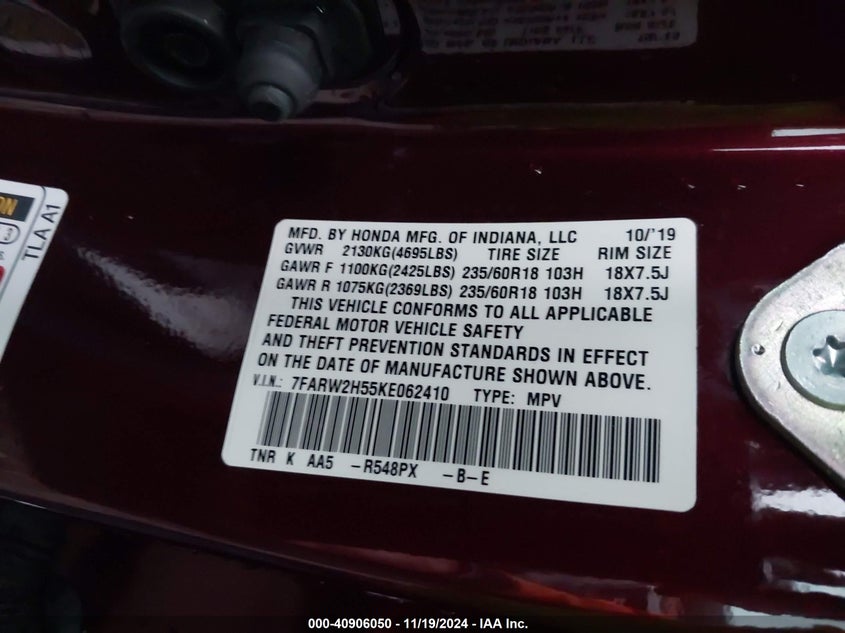 ON
3
S.
TLA A1
MFD. BY HONDA MFG. OF INDIANA, LLC 10/'19
GVWR 2130KG(4695LBS) TIRE SIZE RIM SIZE
GAWR F 1100KG(2425LBS) 235/60R18 103H 18X7.5J
GAWR R 1075KG(2369LBS) 235/60R18 103H 18X7.5J
THIS VEHICLE CONFORMS TO ALL APPLICABLE
FEDERAL MOTOR VEHICLE SAFETY
AND THEFT PREVENTION STANDARDS IN EFFECT
ON THE DATE OF MANUFACTURE SHOWN ABOVE.
V.I.N.: 7FARW2H55KE062410 TYPE: MPV
TNR K AA5 -R548PX -B-E
000-40906050 - 11/19/2024 - IAA Inc.